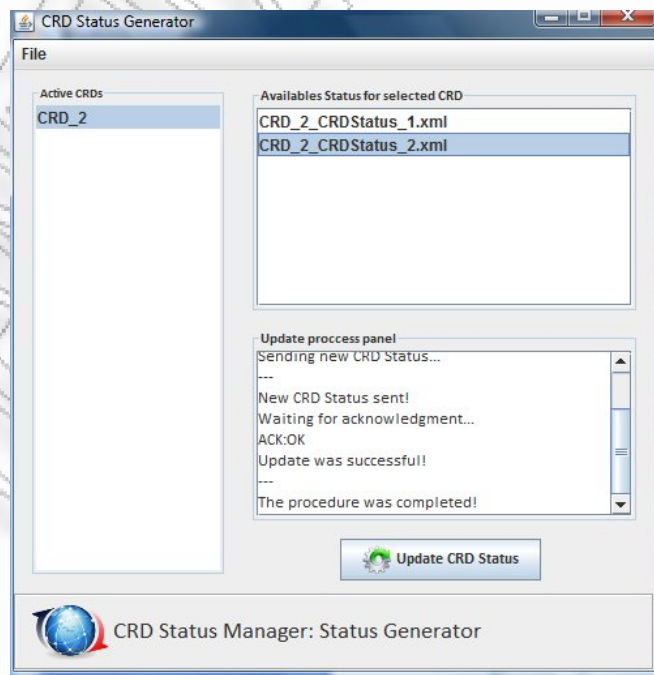 CRD Status Generator
File
Active CRDs
CRD_2
Availables Status for selected CRD
CRD_2_CRDStatus_1.xml
CRD_2_CRDStatus_2.xml
Update proccess panel
Sending new CRD Status...
---
New CRD Status sent!
Waiting for acknowledgment...
ACK:OK
Update was successful!
---
The procedure was completed!
Update CRD Status
CRD Status Manager: Status Generator